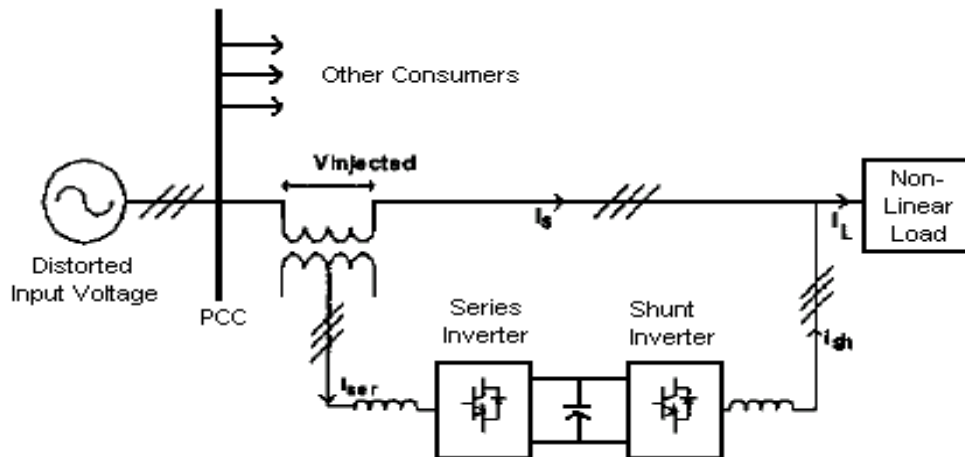 Other Consumers
Vinjected
Distorted
Input Voltage
PCC
Is
IL
Non-
Linear
Load
Series
Inverter
Shunt
Inverter
Iser
Ish